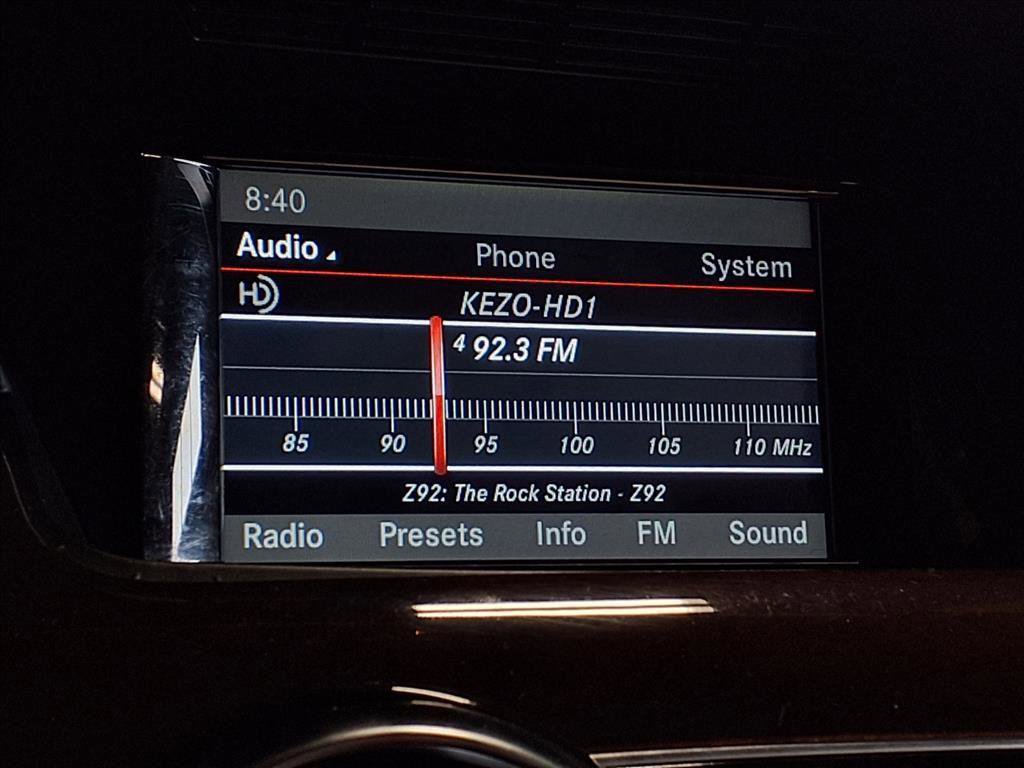 8:40
Audio Phone System
HD KEZO-HD1
4 92.3 FM
85 90 95 100 105 110 MHz
Z92: The Rock Station - Z92
Radio Presets Info FM Sound